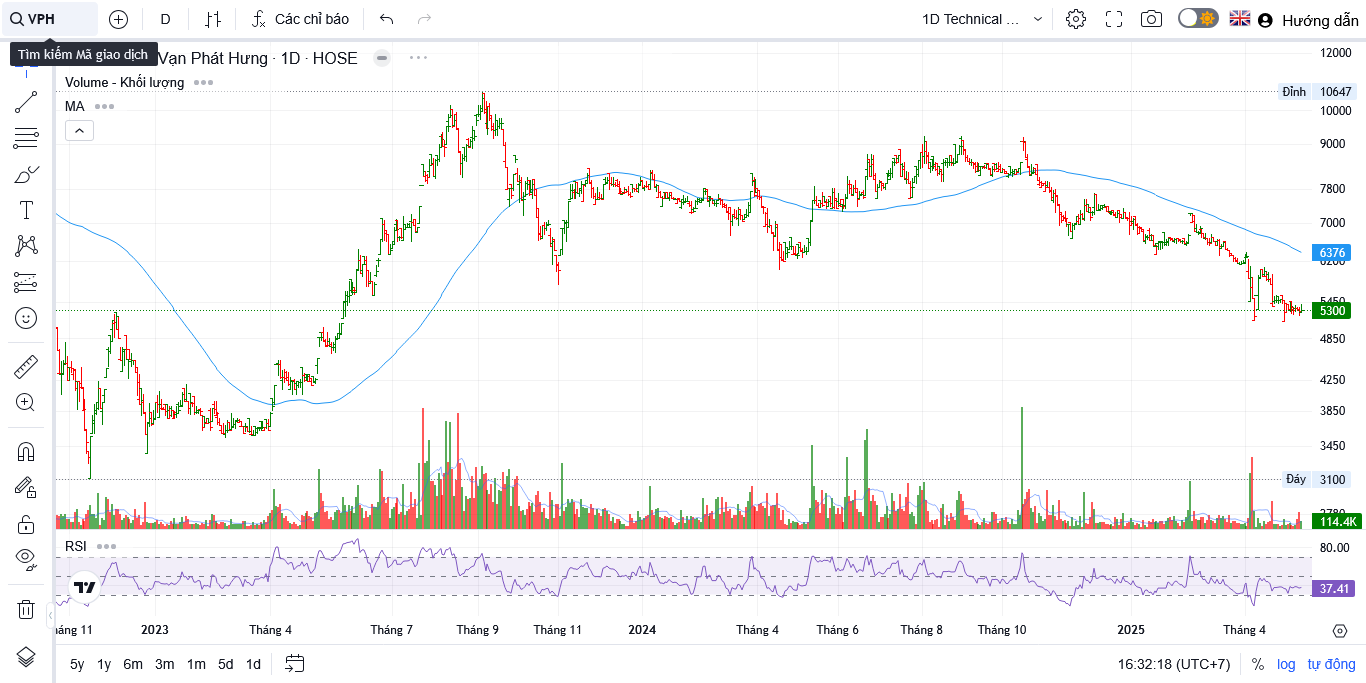 VPH
D
Các chỉ báo
1D Technical ...
Hướng dẫn
Tìm kiếm Mã giao dịch
Vạn Phát Hưng · 1D · HOSE
Volume - Khối lượng
MA
12000
Đỉnh 10647
10000
9000
7800
7000
6376
6200
5450
5300
4850
4250
3850
3450
Đáy 3100
2780
114.4K
RSI
80.00
37.41
háng 11 2023 Tháng 4 Tháng 7 Tháng 9 Tháng 11 2024 Tháng 4 Tháng 6 Tháng 8 Tháng 10 2025 Tháng 4
5y 1y 6m 3m 1m 5d 1d
16:32:18 (UTC+7) % log tự động